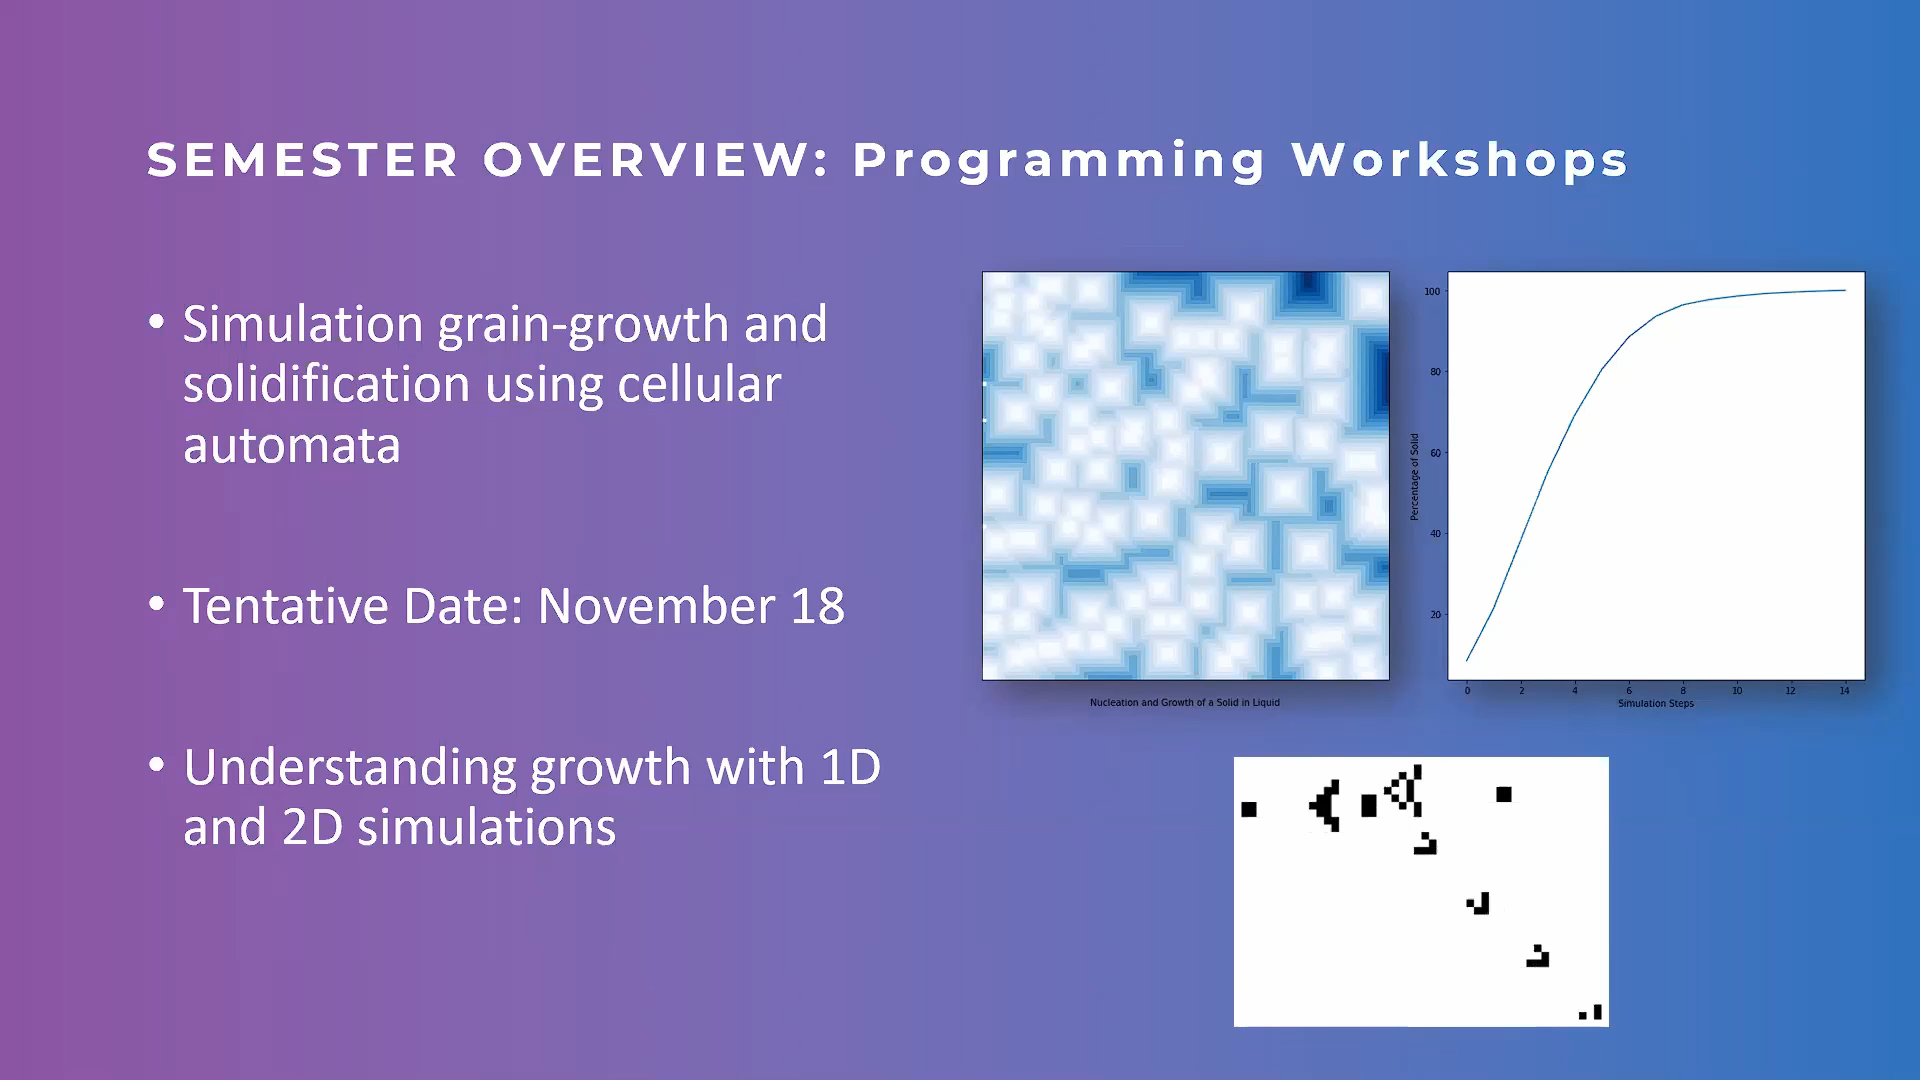 SEMESTER OVERVIEW: Programming Workshops
• Simulation grain-growth and
solidification using cellular
automata
• Tentative Date: November 18
• Understanding growth with 1D
and 2D simulations
Nucleation and Growth of a Solid in Liquid
Percentage of Solid
100
80
60
40
20
0 2 4 6 8 10 12 14
Simulation Steps